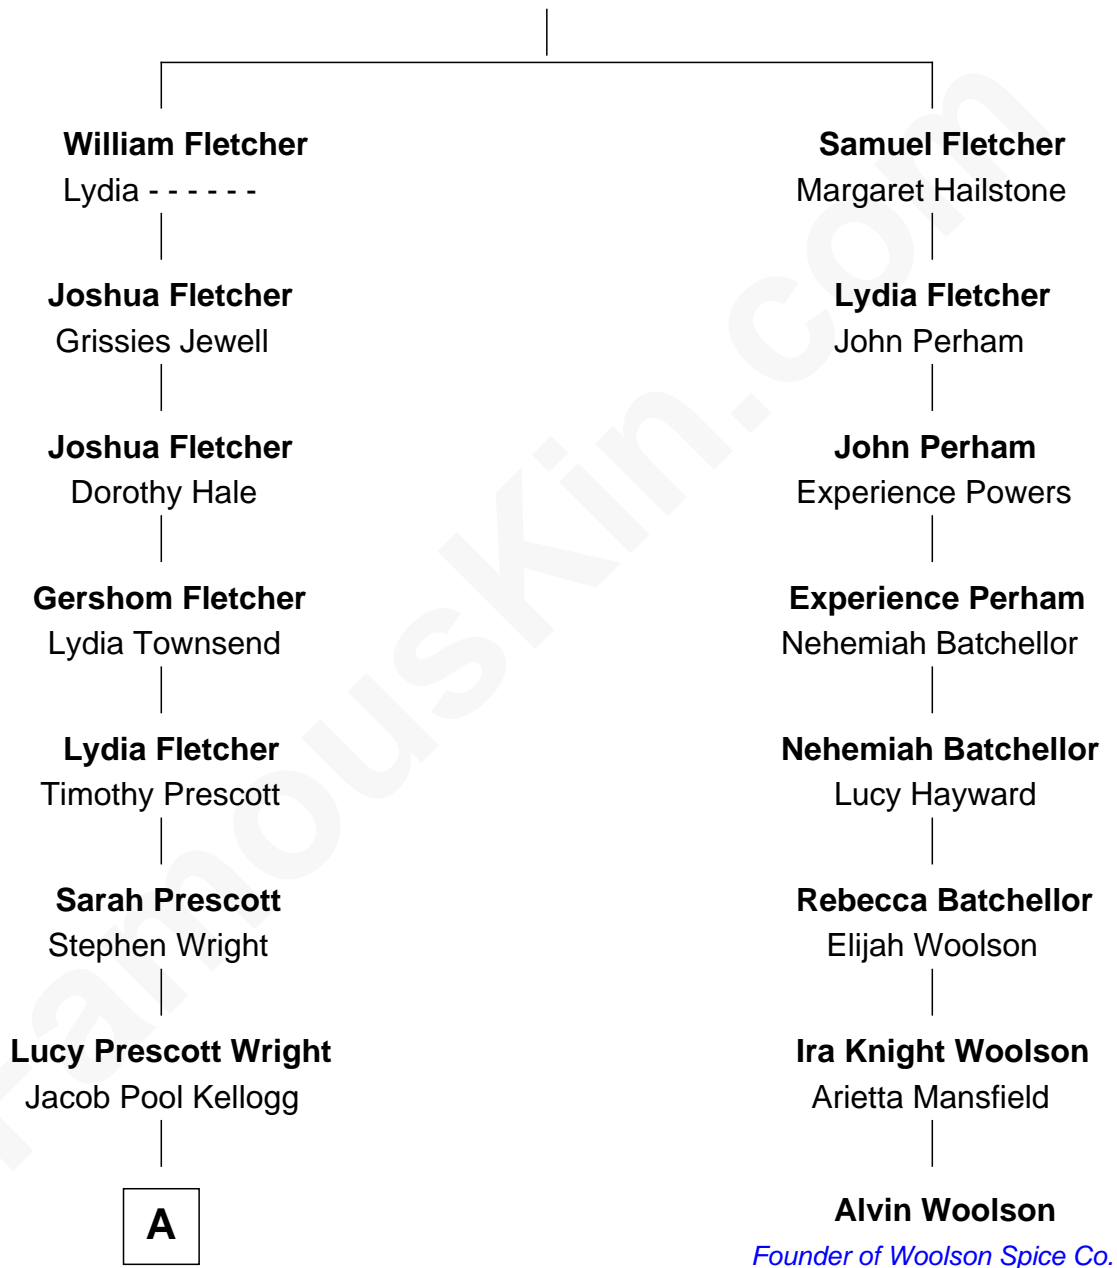 William Fletcher
Lydia - - - - - -
Joshua Fletcher
Grissies Jewell
Joshua Fletcher
Dorothy Hale
Gershom Fletcher
Lydia Townsend
Lydia Fletcher
Timothy Prescott
Sarah Prescott
Stephen Wright
Lucy Prescott Wright
Jacob Pool Kellogg
A
Samuel Fletcher
Margaret Hailstone
Lydia Fletcher
John Perham
John Perham
Experience Powers
Experience Perham
Nehemiah Batchellor
Nehemiah Batchellor
Lucy Hayward
Rebecca Batchellor
Elijah Woolson
Ira Knight Woolson
Arietta Mansfield
Alvin Woolson
Founder of Woolson Spice Co.
FamousKin.com